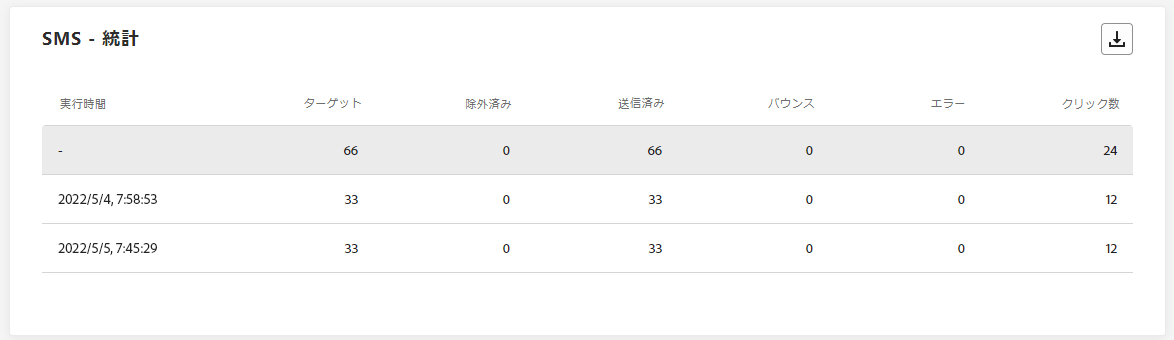 SMS - 統計
実行時間 ターゲット 除外済み 送信済み バウンス エラー クリック数
- 66 0 66 0 0 24
2022/5/4, 7:58:53 33 0 33 0 0 12
2022/5/5, 7:45:29 33 0 33 0 0 12